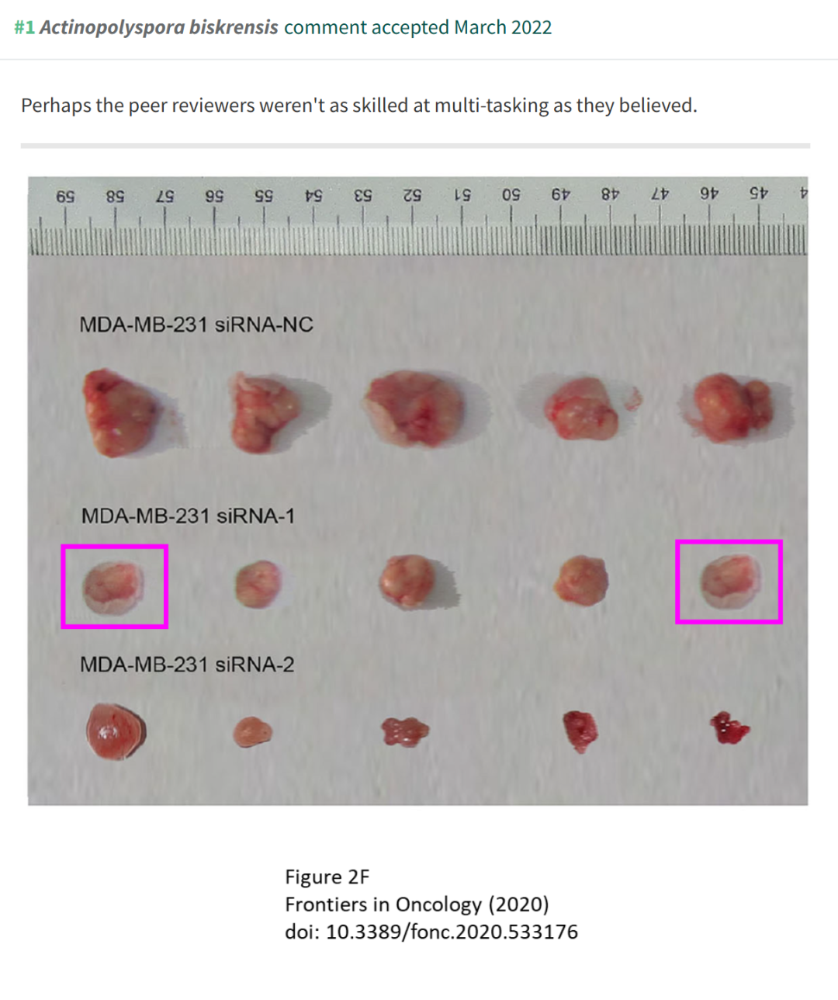 #1 Actinopolyspora biskrensis comment accepted March 2022
Perhaps the peer reviewers weren't as skilled at multi-tasking as they believed.
59 58 57 56 55 54 53 52 51 50 49 48 47 46 45 4
MDA-MB-231 siRNA-NC
MDA-MB-231 siRNA-1
MDA-MB-231 siRNA-2
Figure 2F
Frontiers in Oncology (2020)
doi: 10.3389/fonc.2020.533176